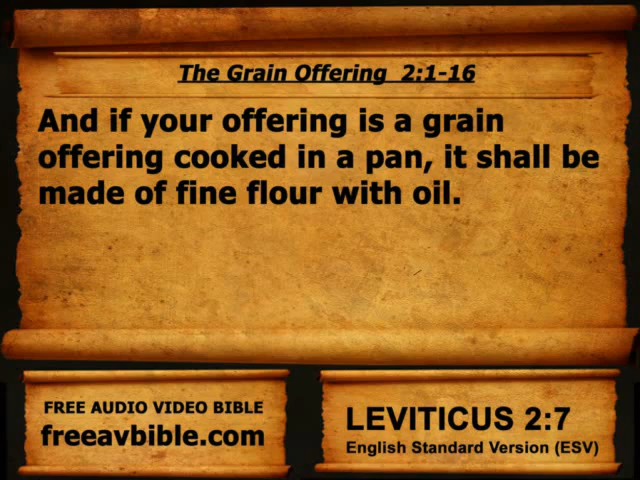 The Grain Offering 2:1-16
And if your offering is a grain
offering cooked in a pan, it shall be
made of fine flour with oil.
FREE AUDIO VIDEO BIBLE
freeavbible.com
LEVITICUS 2:7
English Standard Version (ESV)